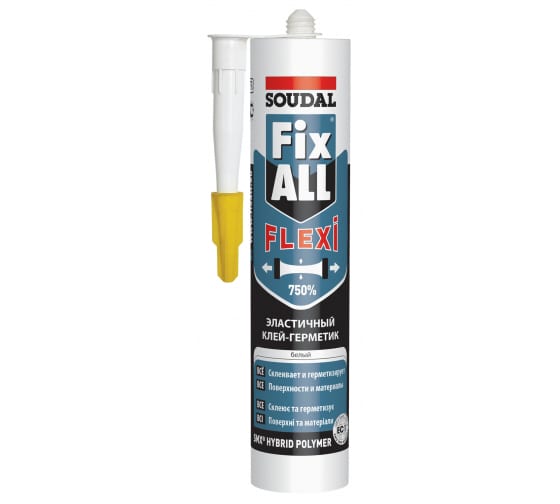 SOUDAL
Fix
ALL®
FLEXi
750%
ЭЛАСТИЧНЫЙ
КЛЕЙ-ГЕРМЕТИК
белый
ВСЁ Склеивает и герметизирует
ВСЕ Поверхности и материалы
ВСЕ Склеює та герметизує
ВСІ Поверхні та матеріали
SMX® HYBRID POLYMER